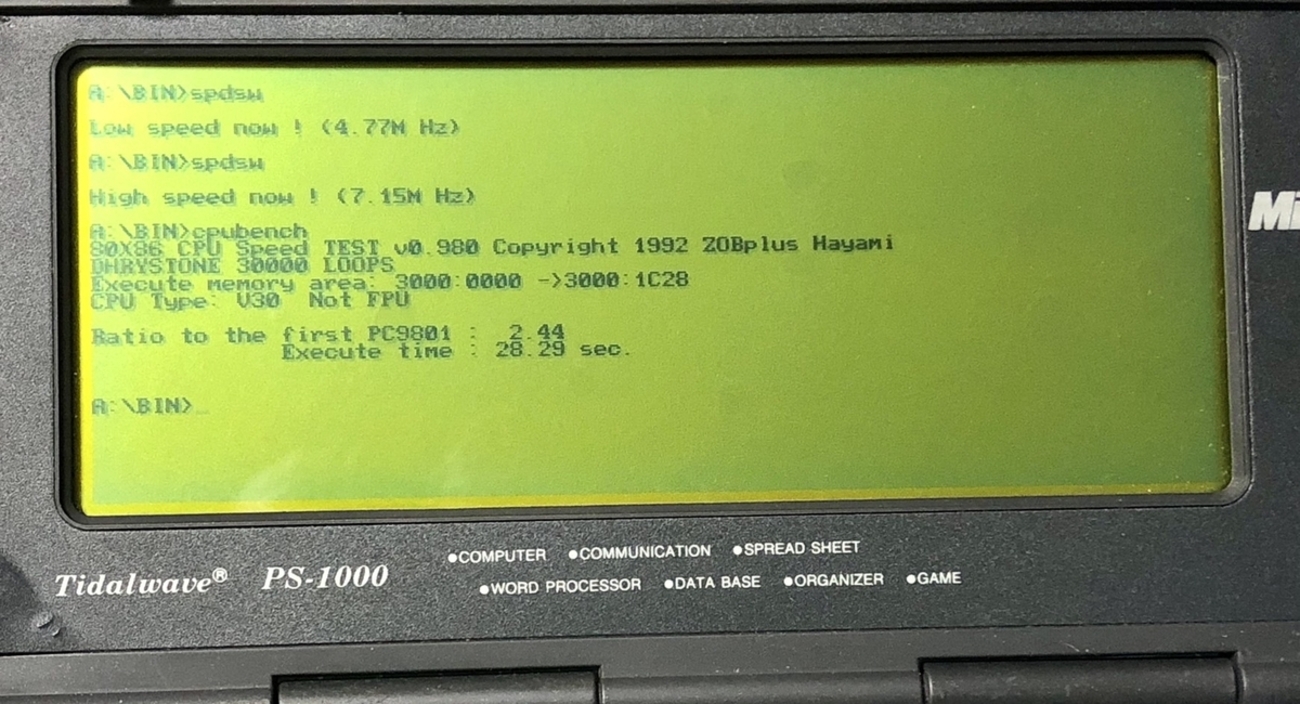 A:\BIN>spdsw
Low speed now ! (4.77M Hz)
A:\BIN>spdsw
High speed now ! (7.15M Hz)
A:\BIN>cpubench
80X86 CPU Speed TEST v0.980 Copyright 1992 ZOBplus Hayami
DHRYSTONE 30000 LOOPS
Execute memory area: 3000:0000 ->3000:1C28
CPU Type: V30 Not FPU
Ratio to the first PC9801 : 2.44
Execute time : 28.29 sec.
A:\BIN>_
●COMPUTER ●COMMUNICATION ●SPREAD SHEET
Tidalwave® PS-1000
●WORD PROCESSOR ●DATA BASE ●ORGANIZER ●GAME